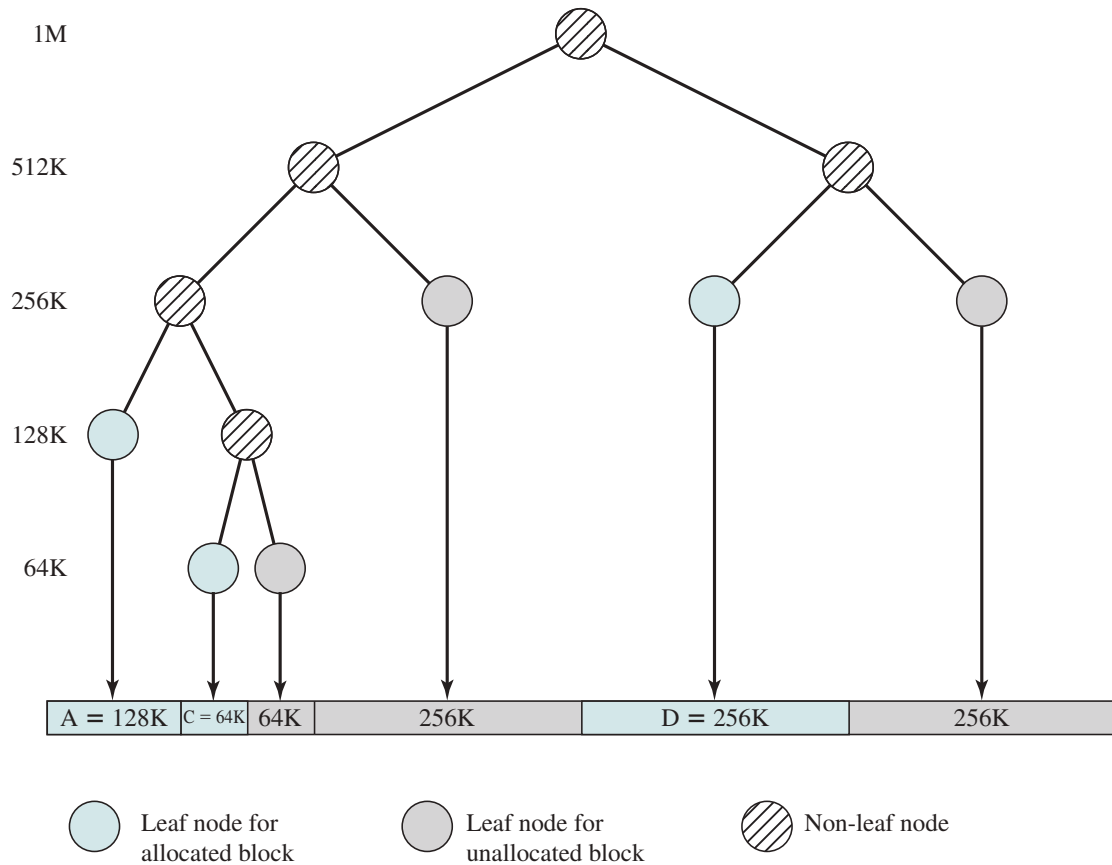 1M
512K
256K
128K
64K
A = 128K
C = 64K
64K
256K
D = 256K
256K
Leaf node for
allocated block
Leaf node for
unallocated block
Non-leaf node